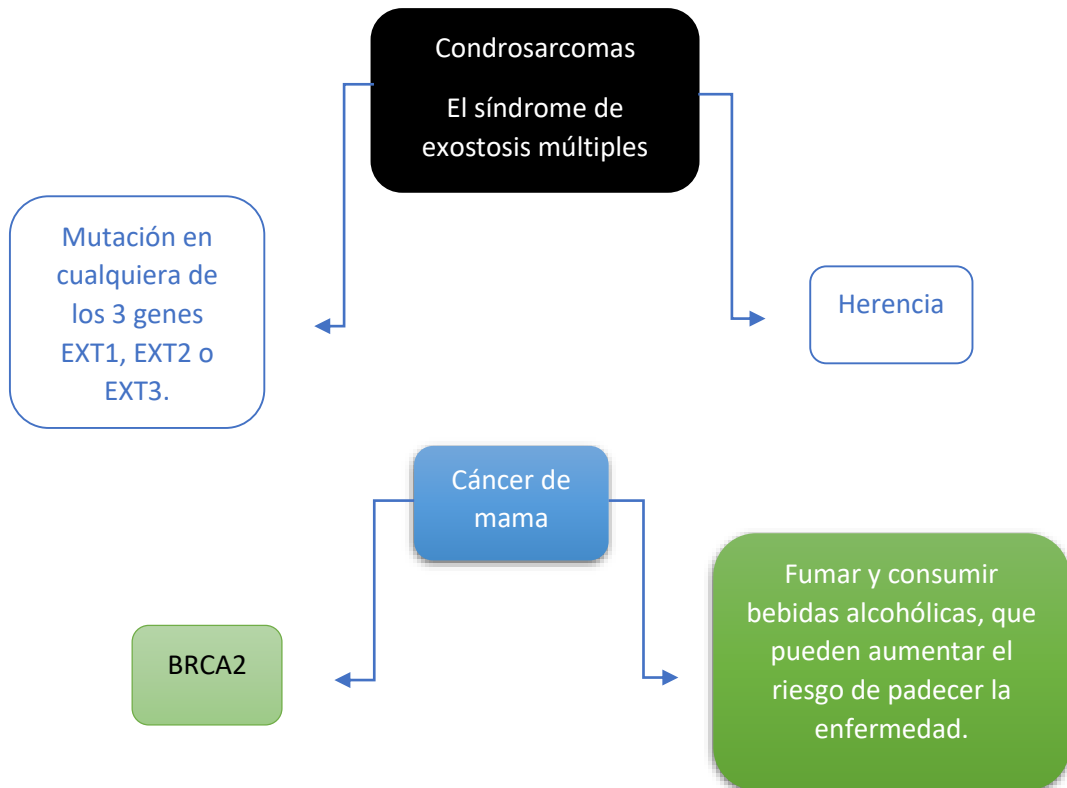 Condrosarcomas
El síndrome de
exostosis múltiples
Mutación en
cualquiera de
los 3 genes
EXT1, EXT2 o
EXT3.
Herencia
Cáncer de
mama
BRCA2
Fumar y consumir
bebidas alcohólicas, que
pueden aumentar el
riesgo de padecer la
enfermedad.